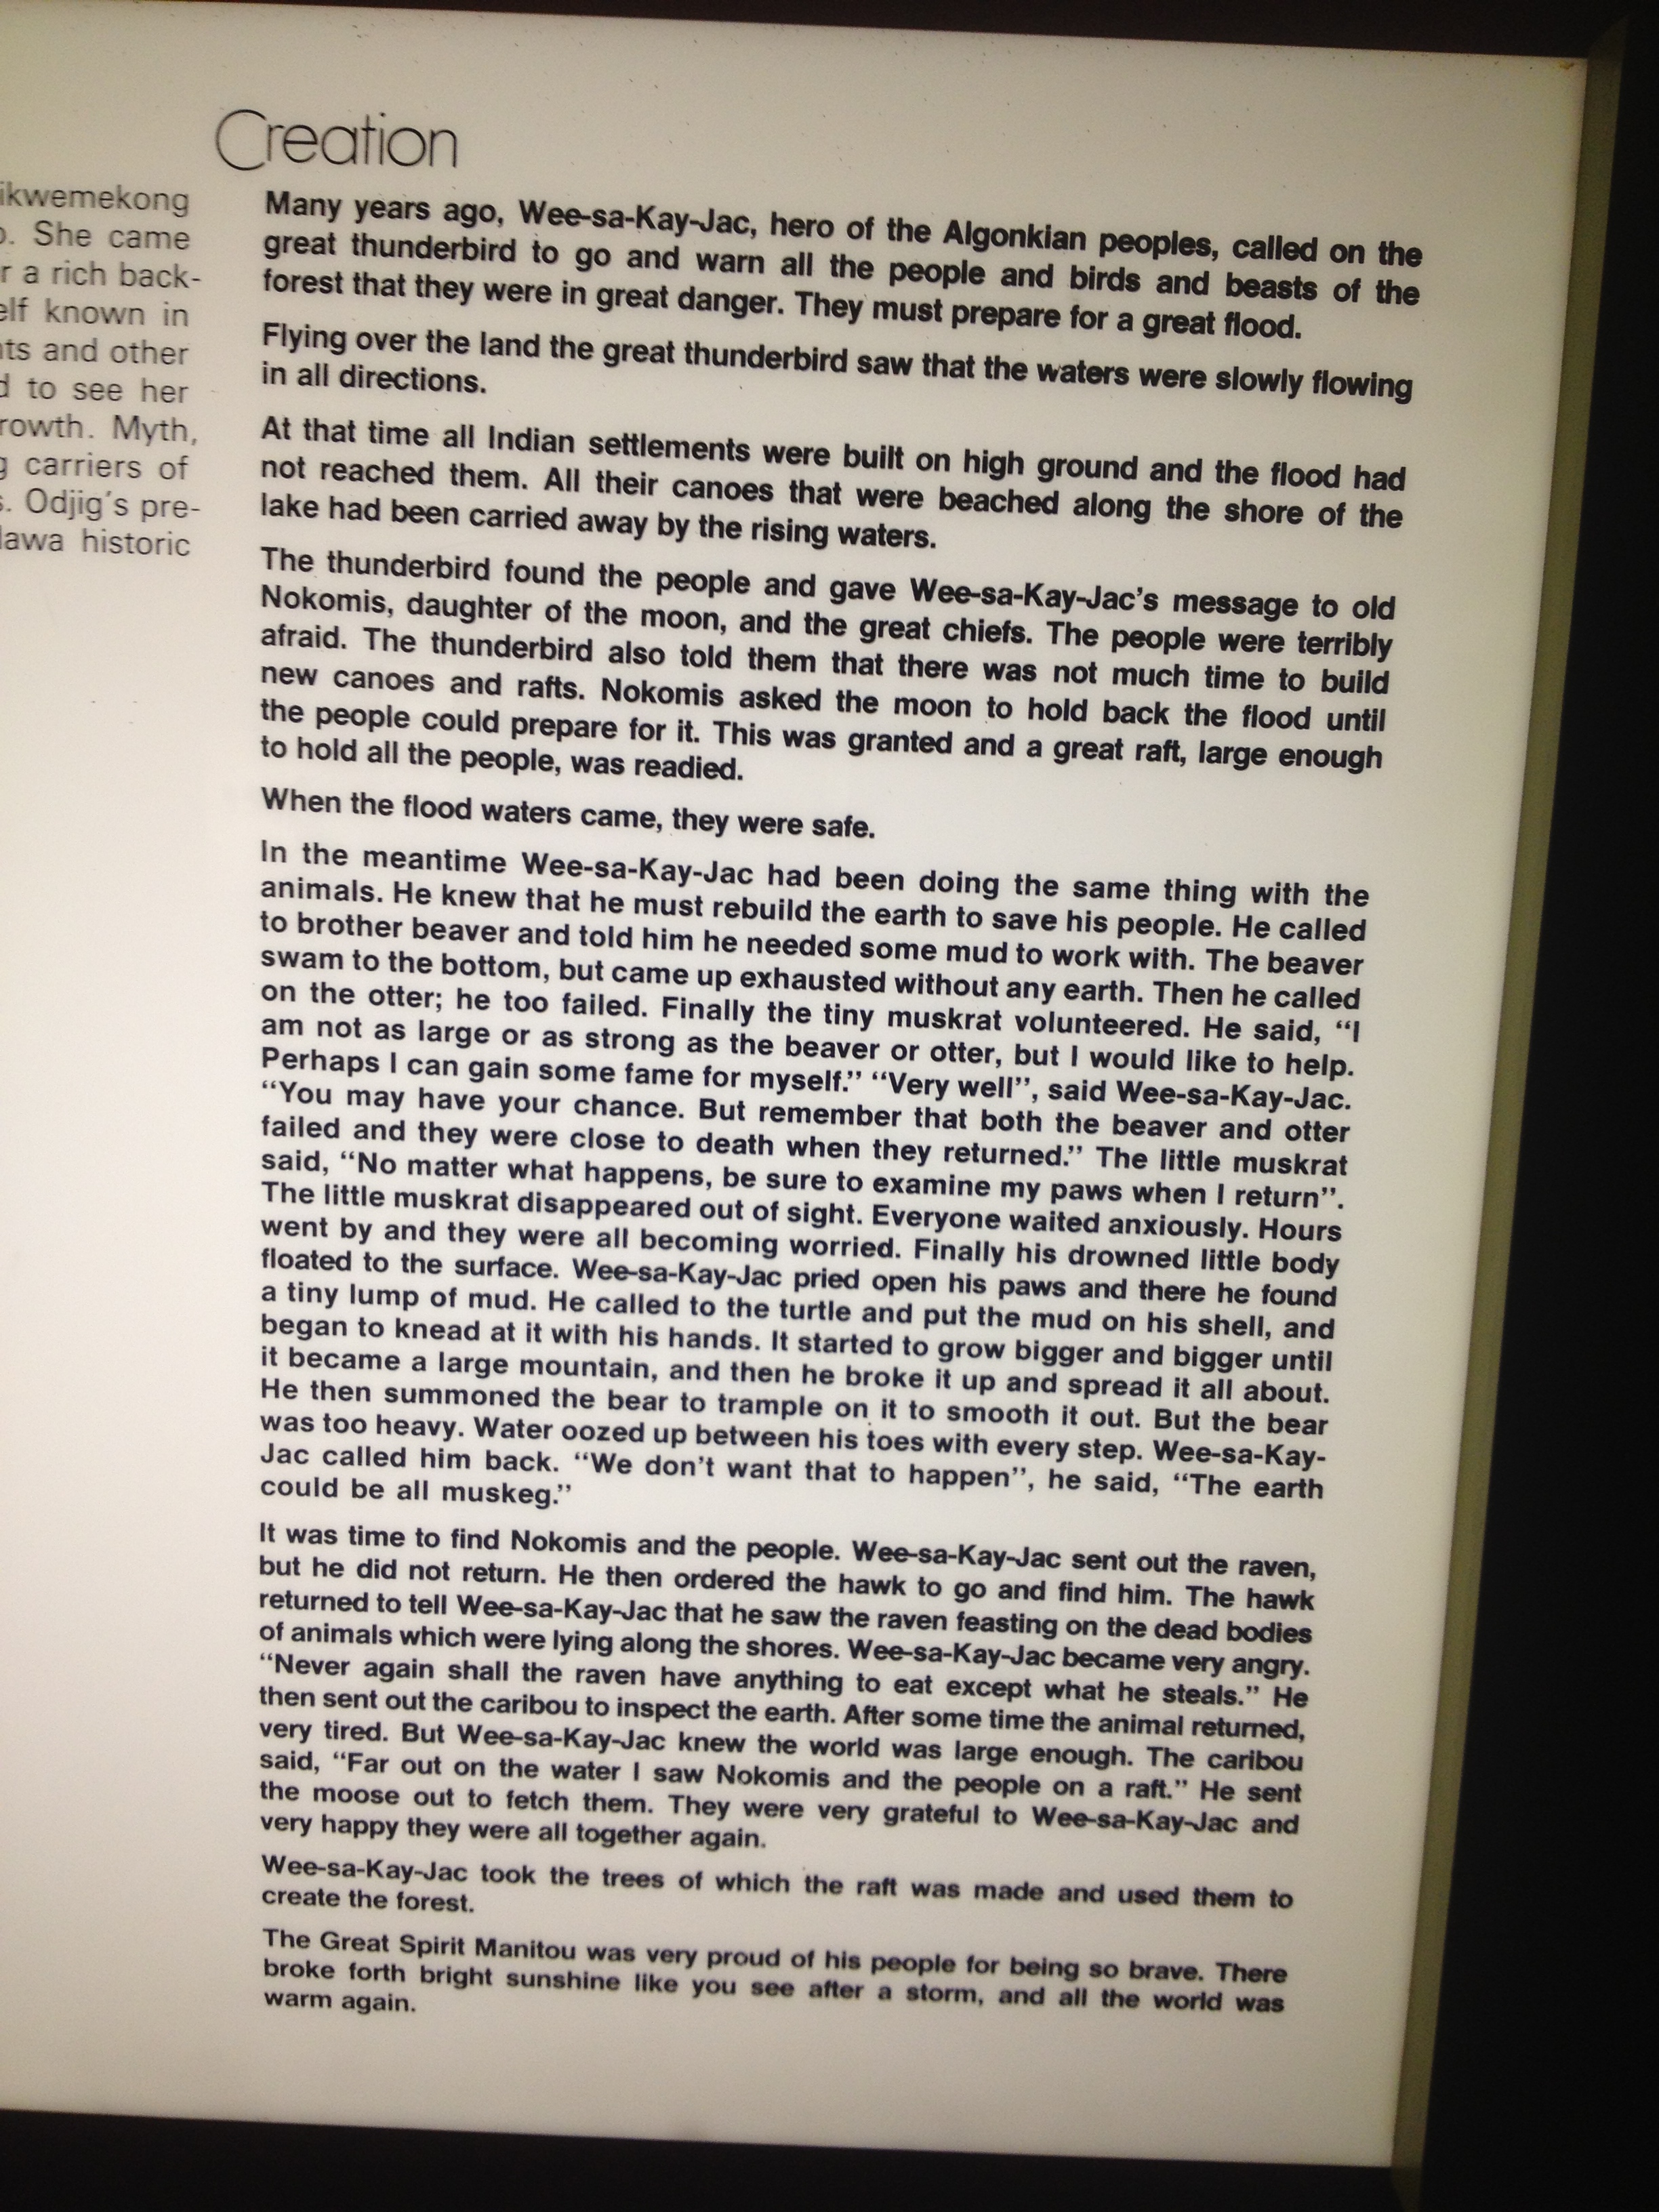 Creation
ikwemekong
. She came
r a rich back-
elf known in
ts and other
to see her
rowth. Myth,
carriers of
. Odjig's pre-
lawa historic
Many years ago, Wee-sa-Kay-Jac, hero of the Algonkian peoples, called on the
great thunderbird to go and warn all the people and birds and beasts of the
forest that they were in great danger. They must prepare for a great flood.
Flying over the land the great thunderbird saw that the waters were slowly flowing
in all directions.
At that time all Indian settlements were built on high ground and the flood had
not reached them. All their canoes that were beached along the shore of the
lake had been carried away by the rising waters.
The thunderbird found the people and gave Wee-sa-Kay-Jac's message to old
Nokomis, daughter of the moon, and the great chiefs. The people were terribly
afraid. The thunderbird also told them that there was not much time to build
new canoes and rafts. Nokomis asked the moon to hold back the flood until
the people could prepare for it. This was granted and a great raft, large enough
to hold all the people, was readied.
When the flood waters came, they were safe.
In the meantime Wee-sa-Kay-Jac had been doing the same thing with the
animals. He knew that he must rebuild the earth to save his people. He called
to brother beaver and told him he needed some mud to work with. The beaver
swam to the bottom, but came up exhausted without any earth. Then he called
on the otter; he too failed. Finally the tiny muskrat volunteered. He said, “I
am not as large or as strong as the beaver or otter, but I would like to help.
Perhaps I can gain some fame for myself.” “Very well”, said Wee-sa-Kay-Jac.
“You may have your chance. But remember that both the beaver and otter
failed and they were close to death when they returned.” The little muskrat
said, “No matter what happens, be sure to examine my paws when I return”.
The little muskrat disappeared out of sight. Everyone waited anxiously. Hours
went by and they were all becoming worried. Finally his drowned little body
floated to the surface. Wee-sa-Kay-Jac pried open his paws and there he found
a tiny lump of mud. He called to the turtle and put the mud on his shell, and
began to knead at it with his hands. It started to grow bigger and bigger until
it became a large mountain, and then he broke it up and spread it all about.
He then summoned the bear to trample on it to smooth it out. But the bear
was too heavy. Water oozed up between his toes with every step. Wee-sa-Kay-
Jac called him back. “We don't want that to happen”, he said, “The earth
could be all muskeg.”
It was time to find Nokomis and the people. Wee-sa-Kay-Jac sent out the raven,
but he did not return. He then ordered the hawk to go and find him. The hawk
returned to tell Wee-sa-Kay-Jac that he saw the raven feasting on the dead bodies
of animals which were lying along the shores. Wee-sa-Kay-Jac became very angry.
“Never again shall the raven have anything to eat except what he steals.” He
then sent out the caribou to inspect the earth. After some time the animal returned,
very tired. But Wee-sa-Kay-Jac knew the world was large enough. The caribou
said, “Far out on the water I saw Nokomis and the people on a raft.” He sent
the moose out to fetch them. They were very grateful to Wee-sa-Kay-Jac and
very happy they were all together again.
Wee-sa-Kay-Jac took the trees of which the raft was made and used them to
create the forest.
The Great Spirit Manitou was very proud of his people for being so brave. There
broke forth bright sunshine like you see after a storm, and all the world was
warm again.